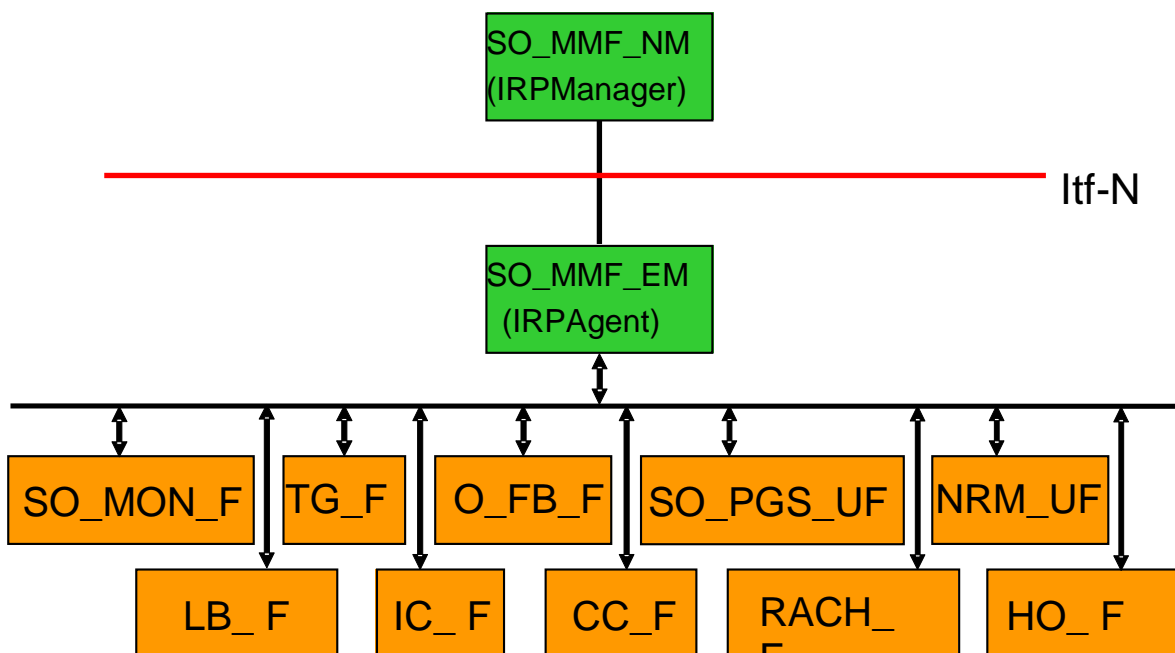 SO_MMF_NM
(IRPManager)
Itf-N
SO_MMF_EM
(IRPAgent)
SO_MON_F
TG_F
O_FB_F
SO_PGS_UF
NRM_UF
LB_ F
IC_ F
CC_F
RACH_
HO_ F